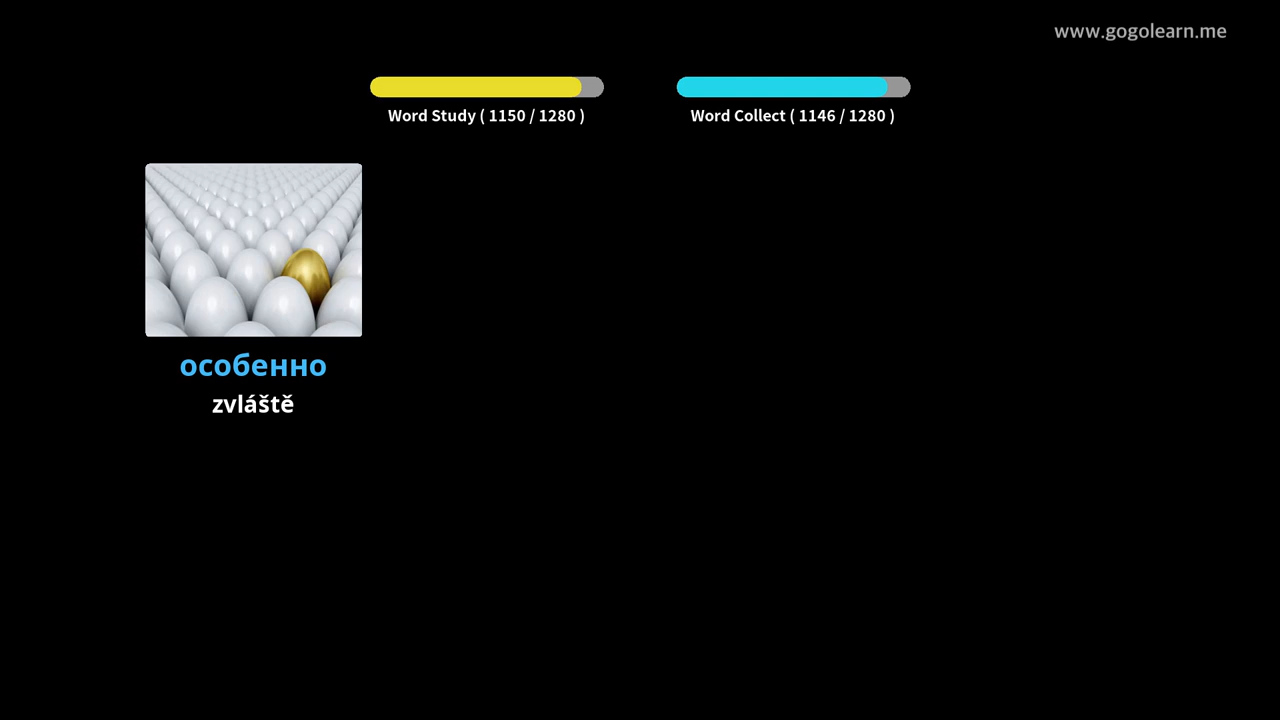 www.gogolearn.me
Word Study ( 1150 / 1280 )
Word Collect ( 1146 / 1280 )
особенно
zvláště